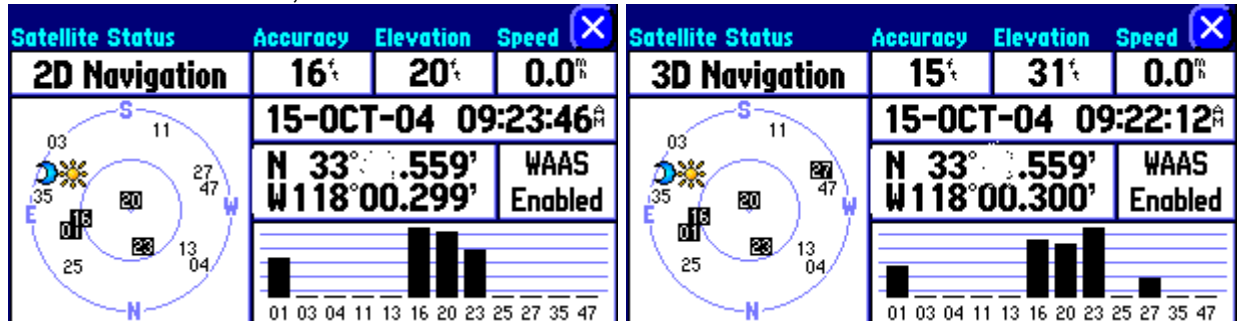 Satellite Status Accuracy Elevation Speed
2D Navigation 16ft 20ft 0.0mh
15-OCT-04 09:23:46AM
S
03 11
27
47
35
E W
20
16
01
23
13
04
25
N
N 33° .559'
W118°00.299'
WAAS
Enabled
01 03 04 11 13 16 20 23 25 27 35 47
Satellite Status Accuracy Elevation Speed
3D Navigation 15ft 31ft 0.0mh
15-OCT-04 09:22:12AM
S
03 11
27
47
35
E W
20
16
01
23
13
04
25
N
N 33° .559'
W118°00.300'
WAAS
Enabled
01 03 04 11 13 16 20 23 25 27 35 47